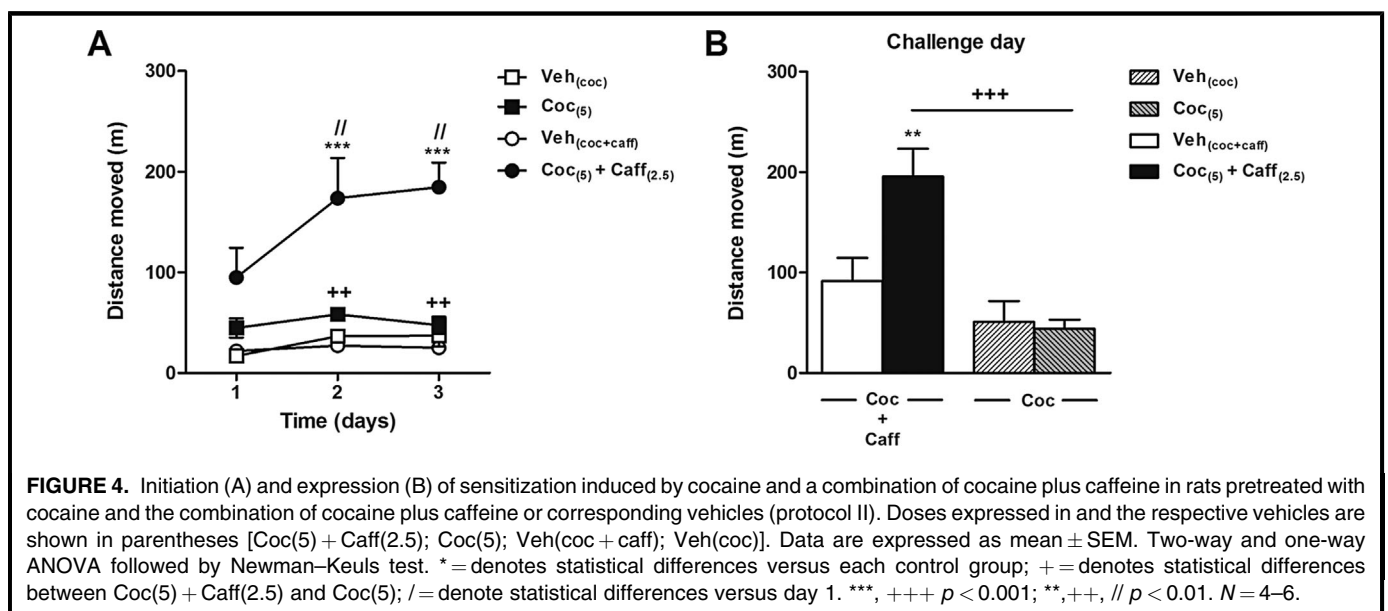 A
300
200
100
0
Distance moved (m)
1 2 3
Time (days)
//
***
//
***
++
++
Veh(coc)
Coc(5)
Veh(coc+caff)
Coc(5) + Caff(2.5)
B
Challenge day
300
200
100
0
Distance moved (m)
+++
**
Coc
+
Caff
Coc
Veh(coc)
Coc(5)
Veh(coc+caff)
Coc(5) + Caff(2.5)
FIGURE 4. Initiation (A) and expression (B) of sensitization induced by cocaine and a combination of cocaine plus caffeine in rats pretreated with
cocaine and the combination of cocaine plus caffeine or corresponding vehicles (protocol II). Doses expressed in and the respective vehicles are
shown in parentheses [Coc(5) + Caff(2.5); Coc(5); Veh(coc + caff); Veh(coc)]. Data are expressed as mean ± SEM. Two-way and one-way
ANOVA followed by Newman–Keuls test. * = denotes statistical differences versus each control group; + = denotes statistical differences
between Coc(5) + Caff(2.5) and Coc(5); / = denote statistical differences versus day 1. ***, +++ p < 0.001; **,++, // p < 0.01. N = 4–6.